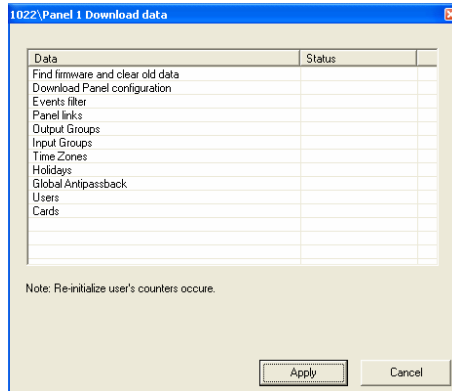 1022\Panel 1 Download data
Data Status
Find firmware and clear old data
Download Panel configuration
Events filter
Panel links
Output Groups
Input Groups
Time Zones
Holidays
Global Antipassback
Users
Cards
Note: Re-initialize user's counters occure.
Apply Cancel